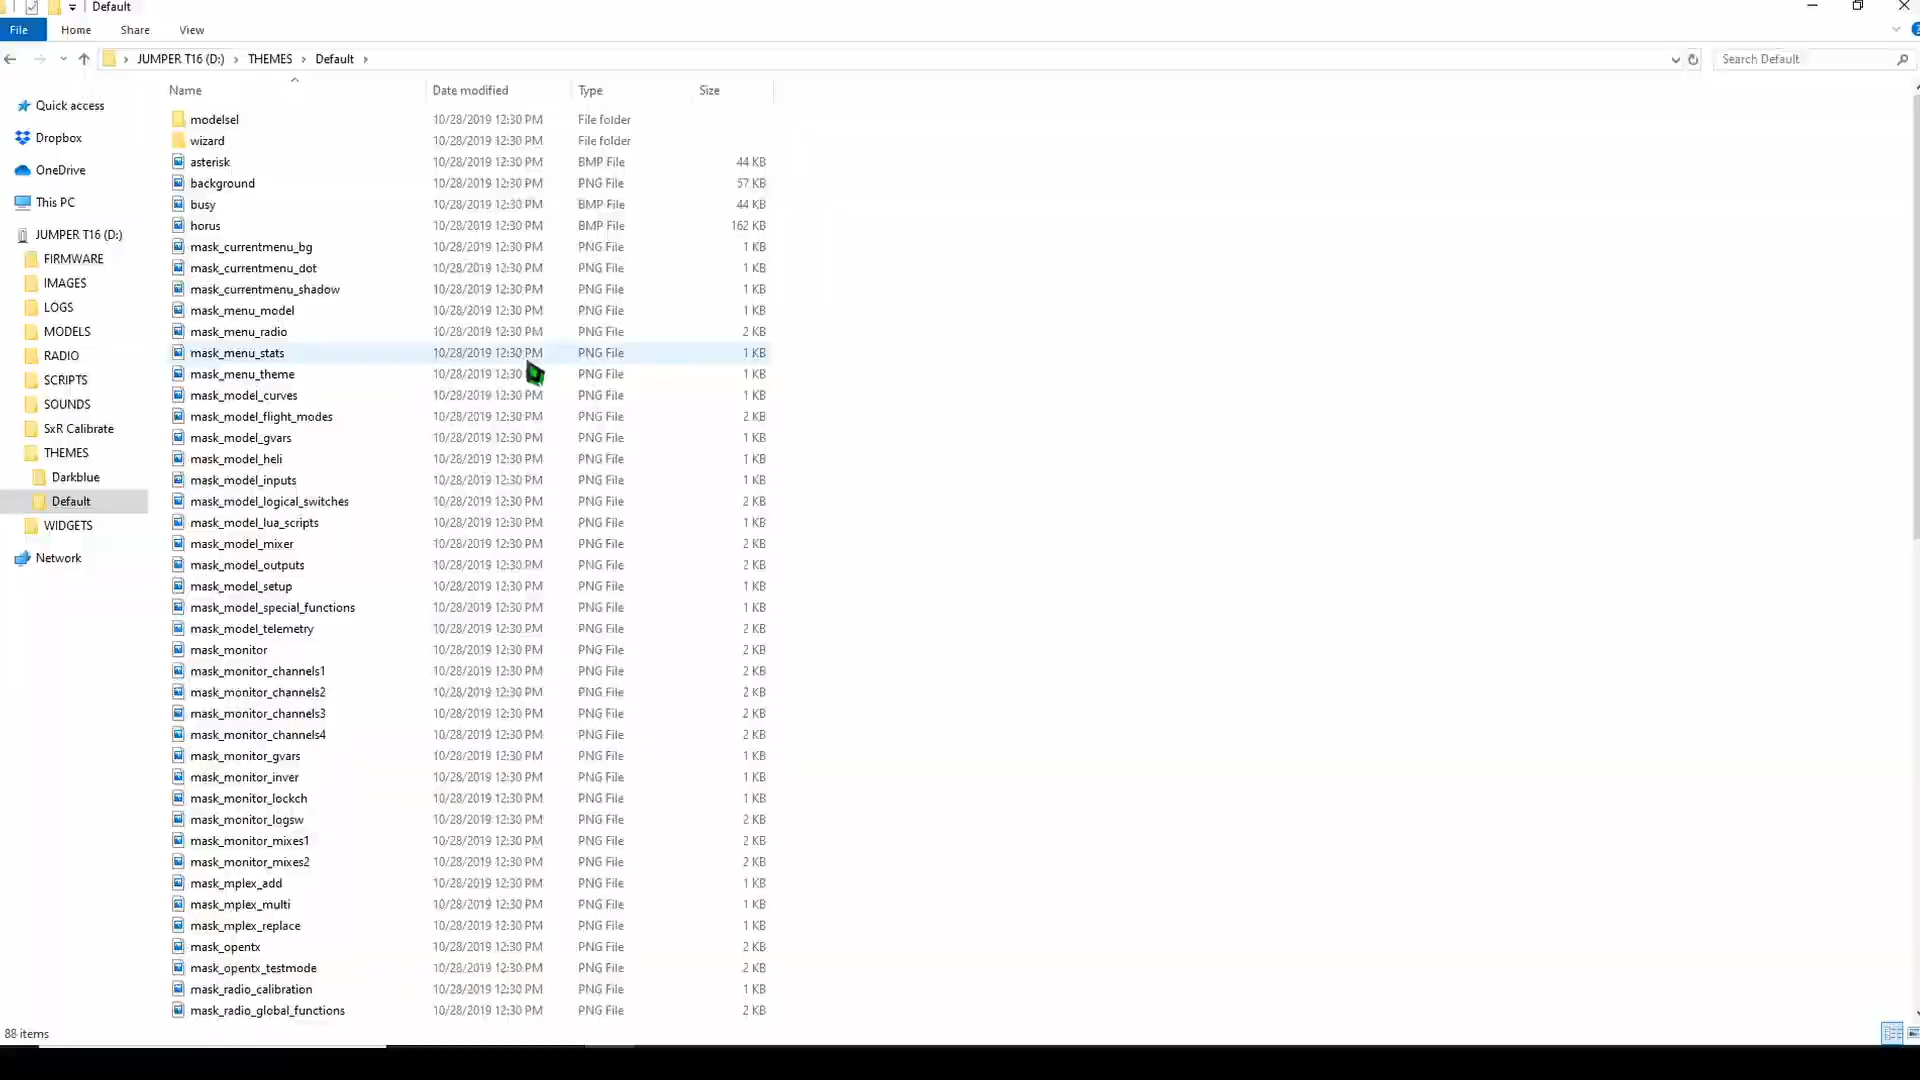 Default
File Home Share View
JUMPER T16 (D:) THEMES Default
Search Default
Name Date modified Type Size
Quick access
Dropbox
OneDrive
This PC
JUMPER T16 (D:)
FIRMWARE
IMAGES
LOGS
MODELS
RADIO
SCRIPTS
SOUNDS
SxR Calibrate
THEMES
Darkblue
Default
WIDGETS
Network
modelsel 10/28/2019 12:30 PM File folder
wizard 10/28/2019 12:30 PM File folder
asterisk 10/28/2019 12:30 PM BMP File 44 KB
background 10/28/2019 12:30 PM PNG File 57 KB
busy 10/28/2019 12:30 PM BMP File 44 KB
horus 10/28/2019 12:30 PM BMP File 162 KB
mask_currentmenu_bg 10/28/2019 12:30 PM PNG File 1 KB
mask_currentmenu_dot 10/28/2019 12:30 PM PNG File 1 KB
mask_currentmenu_shadow 10/28/2019 12:30 PM PNG File 1 KB
mask_menu_model 10/28/2019 12:30 PM PNG File 1 KB
mask_menu_radio 10/28/2019 12:30 PM PNG File 2 KB
mask_menu_stats 10/28/2019 12:30 PM PNG File 1 KB
mask_menu_theme 10/28/2019 12:30 PNG File 1 KB
mask_model_curves 10/28/2019 12:30 PM PNG File 1 KB
mask_model_flight_modes 10/28/2019 12:30 PM PNG File 2 KB
mask_model_gvars 10/28/2019 12:30 PM PNG File 1 KB
mask_model_heli 10/28/2019 12:30 PM PNG File 1 KB
mask_model_inputs 10/28/2019 12:30 PM PNG File 1 KB
mask_model_logical_switches 10/28/2019 12:30 PM PNG File 2 KB
mask_model_lua_scripts 10/28/2019 12:30 PM PNG File 1 KB
mask_model_mixer 10/28/2019 12:30 PM PNG File 2 KB
mask_model_outputs 10/28/2019 12:30 PM PNG File 2 KB
mask_model_setup 10/28/2019 12:30 PM PNG File 1 KB
mask_model_special_functions 10/28/2019 12:30 PM PNG File 1 KB
mask_model_telemetry 10/28/2019 12:30 PM PNG File 2 KB
mask_monitor 10/28/2019 12:30 PM PNG File 2 KB
mask_monitor_channels1 10/28/2019 12:30 PM PNG File 2 KB
mask_monitor_channels2 10/28/2019 12:30 PM PNG File 2 KB
mask_monitor_channels3 10/28/2019 12:30 PM PNG File 2 KB
mask_monitor_channels4 10/28/2019 12:30 PM PNG File 2 KB
mask_monitor_gvars 10/28/2019 12:30 PM PNG File 1 KB
mask_monitor_inver 10/28/2019 12:30 PM PNG File 1 KB
mask_monitor_lockch 10/28/2019 12:30 PM PNG File 1 KB
mask_monitor_logsw 10/28/2019 12:30 PM PNG File 2 KB
mask_monitor_mixes1 10/28/2019 12:30 PM PNG File 2 KB
mask_monitor_mixes2 10/28/2019 12:30 PM PNG File 2 KB
mask_mplex_add 10/28/2019 12:30 PM PNG File 1 KB
mask_mplex_multi 10/28/2019 12:30 PM PNG File 1 KB
mask_mplex_replace 10/28/2019 12:30 PM PNG File 1 KB
mask_opentx 10/28/2019 12:30 PM PNG File 2 KB
mask_opentx_testmode 10/28/2019 12:30 PM PNG File 2 KB
mask_radio_calibration 10/28/2019 12:30 PM PNG File 1 KB
mask_radio_global_functions 10/28/2019 12:30 PM PNG File 2 KB
88 items